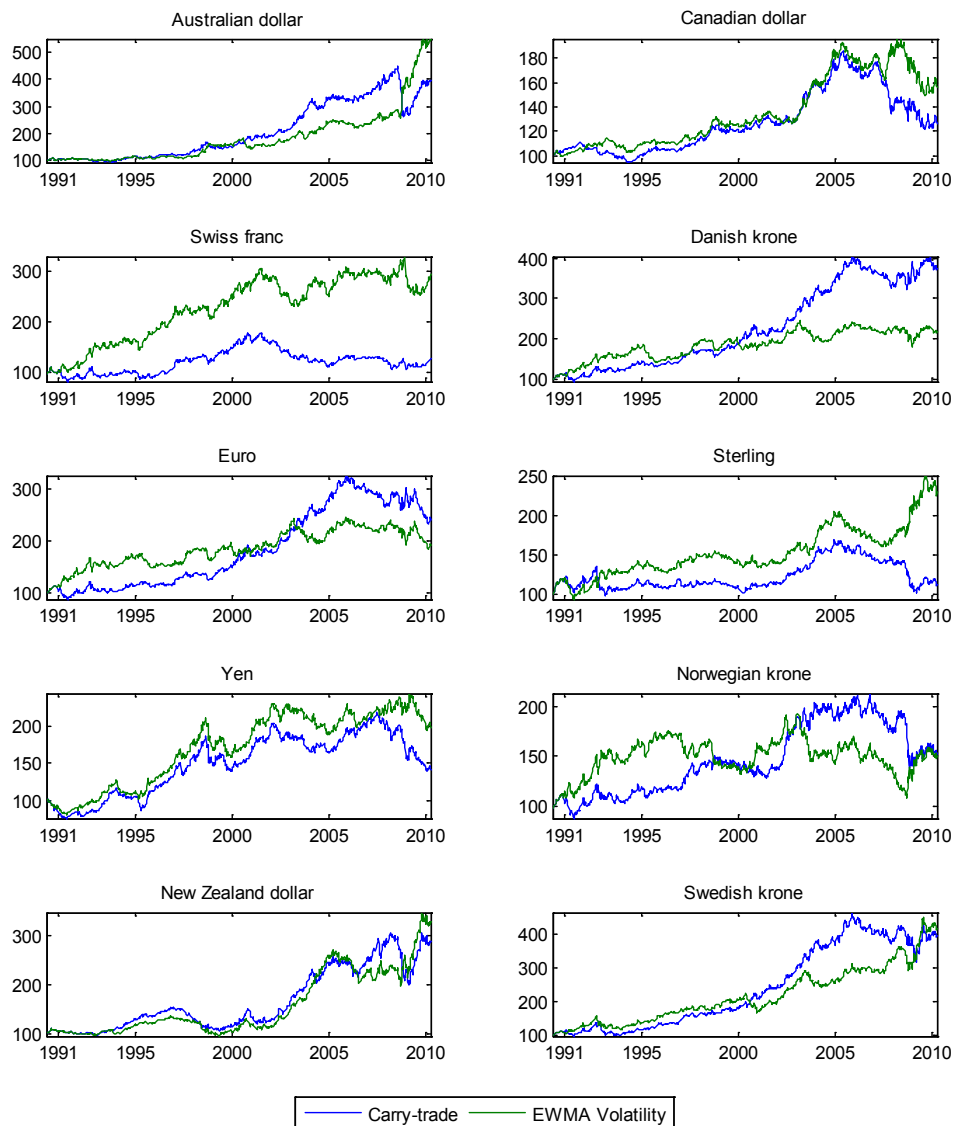 Australian dollar
500
400
300
200
100
1991 1995 2000 2005 2010
Canadian dollar
180
160
140
120
100
1991 1995 2000 2005 2010
Swiss franc
300
200
100
1991 1995 2000 2005 2010
Danish krone
400
300
200
100
1991 1995 2000 2005 2010
Euro
300
200
100
1991 1995 2000 2005 2010
Sterling
250
200
150
100
1991 1995 2000 2005 2010
Yen
200
150
100
1991 1995 2000 2005 2010
Norwegian krone
200
150
100
1991 1995 2000 2005 2010
New Zealand dollar
300
200
100
1991 1995 2000 2005 2010
Swedish krone
400
300
200
100
1991 1995 2000 2005 2010
Carry-trade EWMA Volatility